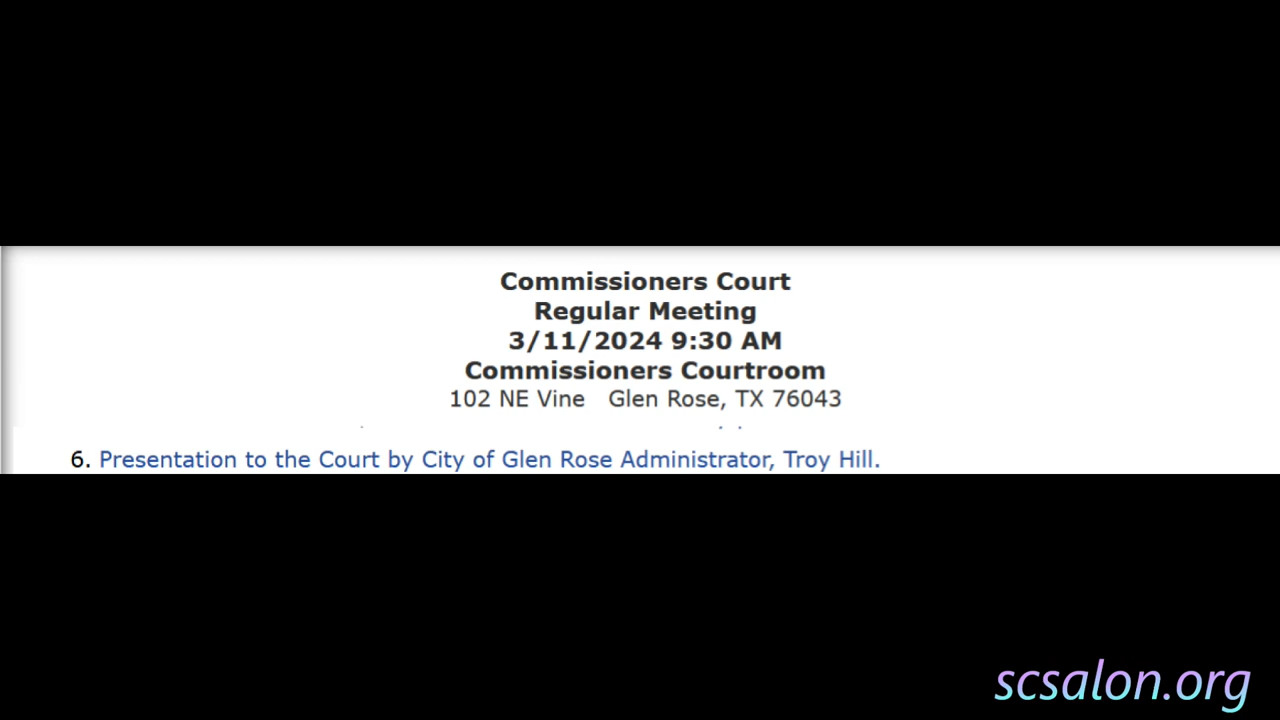 Commissioners Court
Regular Meeting
3/11/2024 9:30 AM
Commissioners Courtroom
102 NE Vine Glen Rose, TX 76043
6. Presentation to the Court by City of Glen Rose Administrator, Troy Hill.
scsalon.org